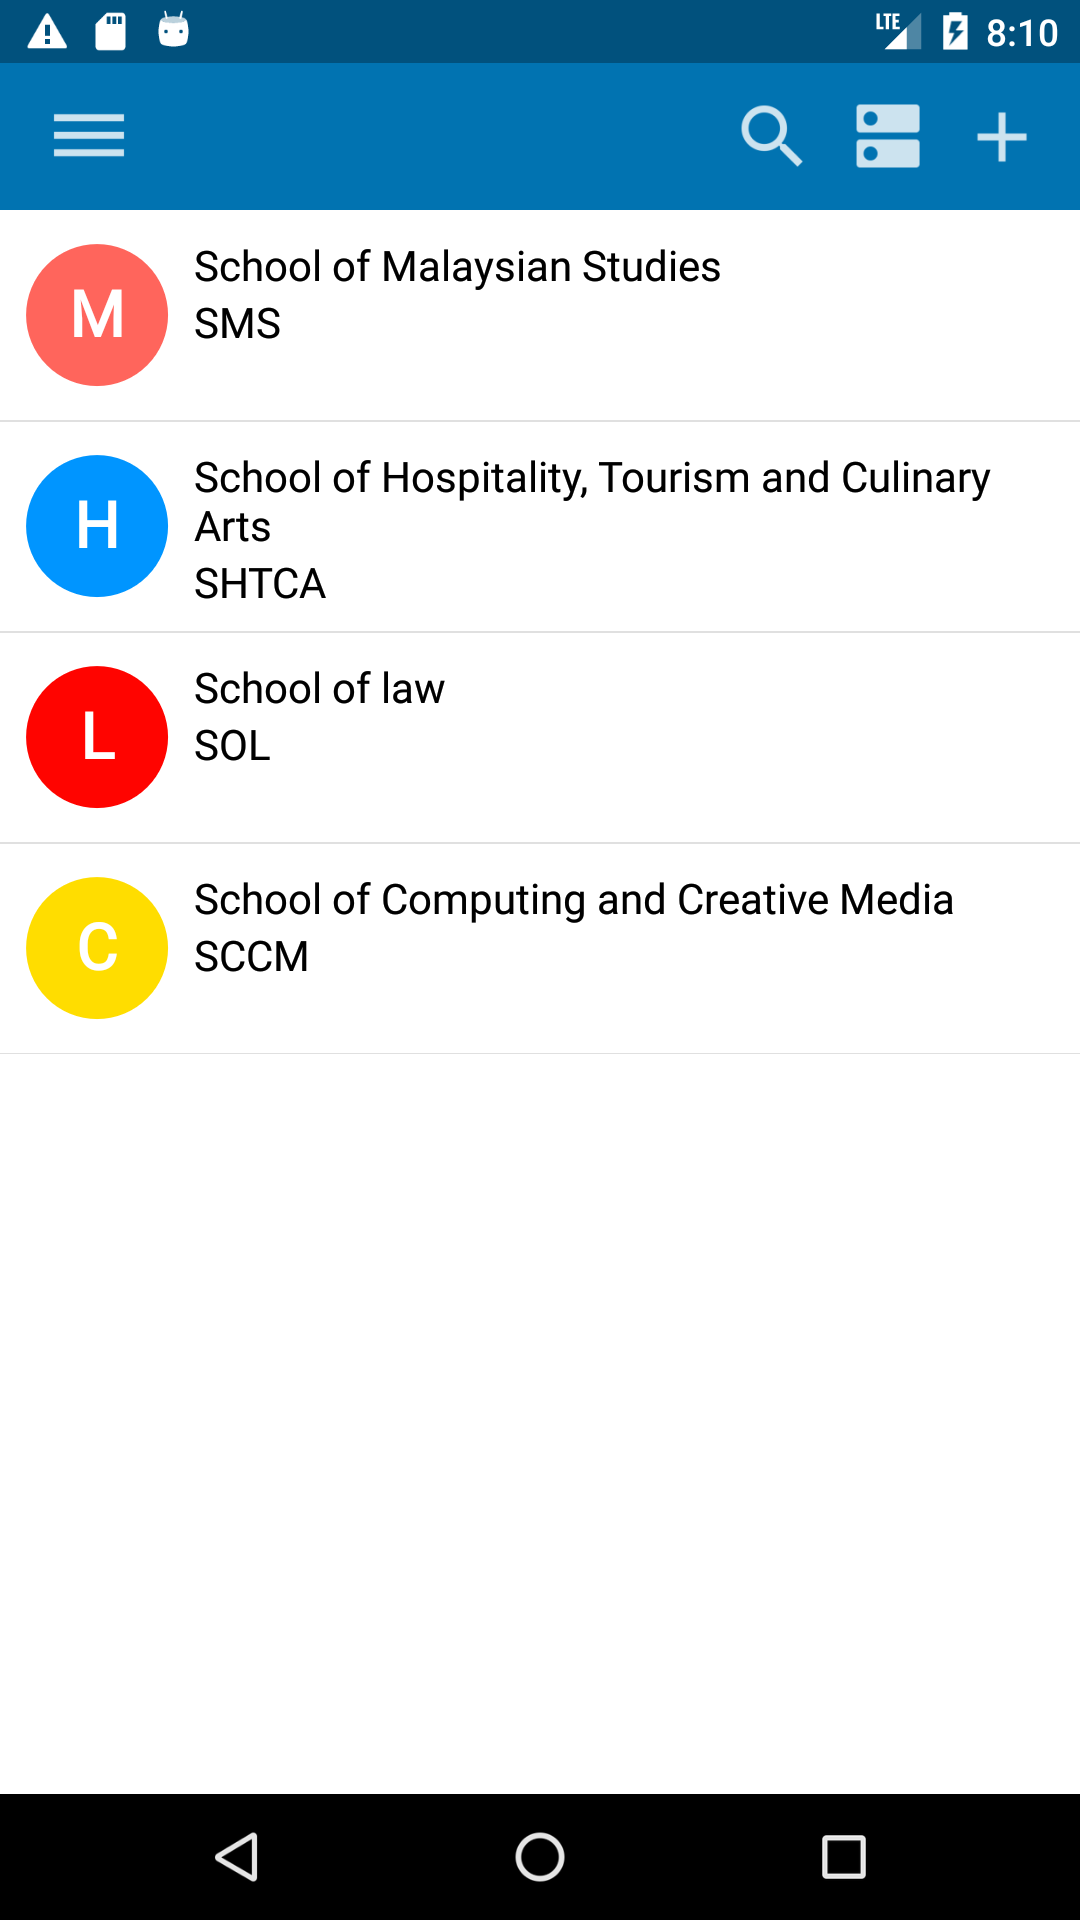 LTE 8:10
M
School of Malaysian Studies
SMS
H
School of Hospitality, Tourism and Culinary
Arts
SHTCA
L
School of law
SOL
C
School of Computing and Creative Media
SCCM